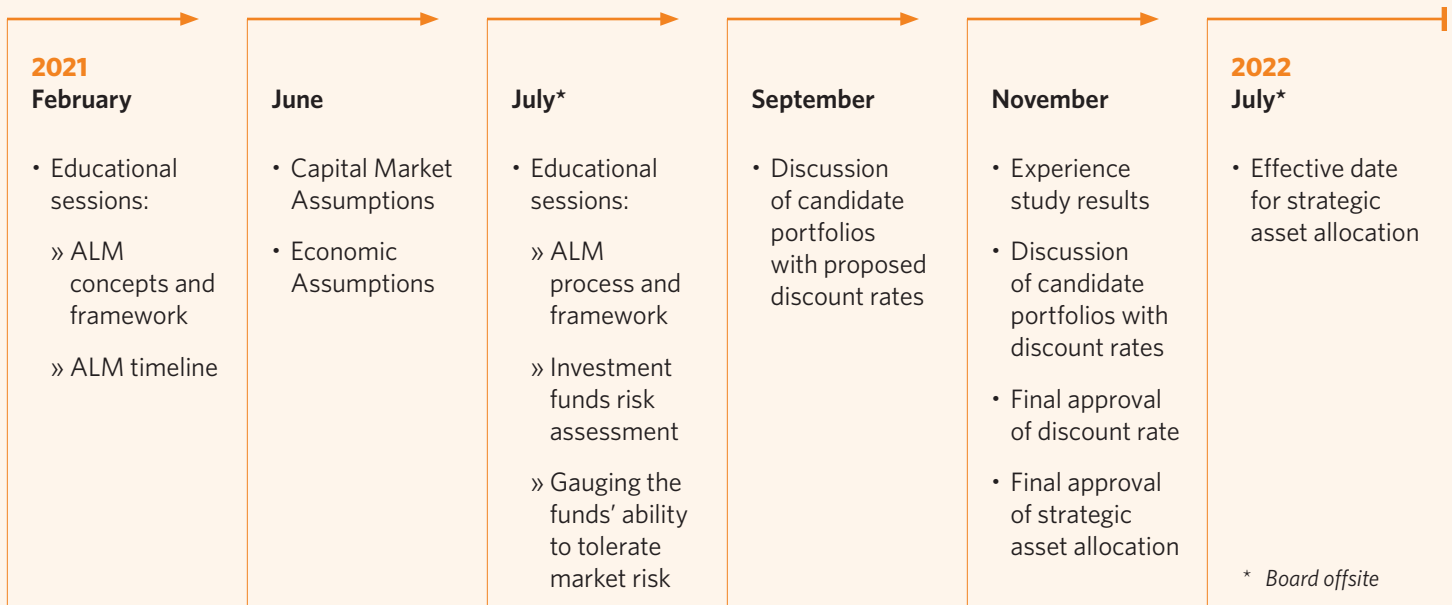 2021
February
• Educational
sessions:
» ALM
concepts and
framework
» ALM timeline
June
• Capital Market
Assumptions
• Economic
Assumptions
July*
• Educational
sessions:
» ALM
process and
framework
» Investment
funds risk
assessment
» Gauging the
funds’ ability
to tolerate
market risk
September
• Discussion
of candidate
portfolios
with proposed
discount rates
November
• Experience
study results
• Discussion
of candidate
portfolios with
discount rates
• Final approval
of discount rate
• Final approval
of strategic
asset allocation
2022
July*
• Effective date
for strategic
asset allocation
* Board offsite